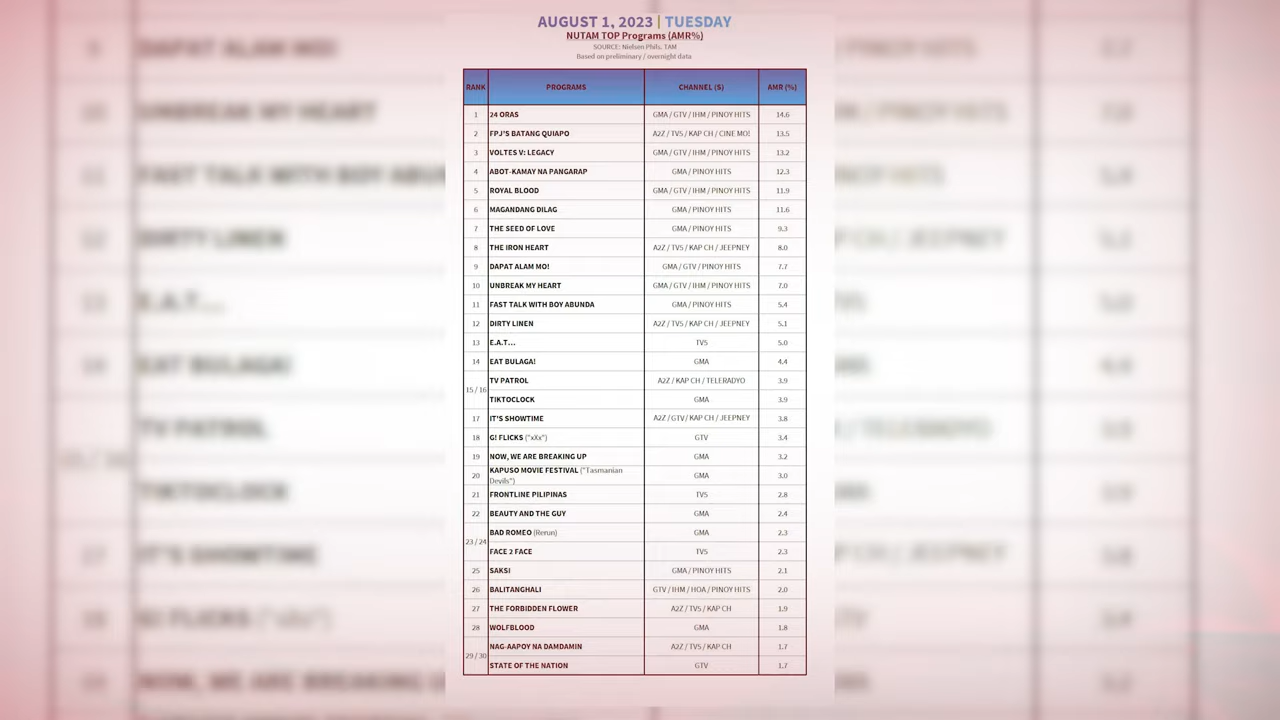 AUGUST 1, 2023 | TUESDAY
NUTAM TOP Programs (AMR%)
SOURCE: Nielsen Phils. TAM
Based on preliminary / overnight data
RANK PROGRAMS CHANNEL (S) AMR (%)
1 24 ORAS GMA / GTV / IHM / PINOY HITS 14.6
2 FPJ'S BATANG QUIAPO A2Z / TV5 / KAP CH / CINE MO! 13.5
3 VOLTES V: LEGACY GMA / GTV / IHM / PINOY HITS 13.2
4 ABOT-KAMAY NA PANGARAP GMA / PINOY HITS 12.3
5 ROYAL BLOOD GMA / GTV / IHM / PINOY HITS 11.9
6 MAGANDANG DILAG GMA / PINOY HITS 11.6
7 THE SEED OF LOVE GMA / PINOY HITS 9.3
8 THE IRON HEART A2Z / TV5 / KAP CH / JEEPNEY 8.0
9 DAPAT ALAM MO! GMA / GTV / PINOY HITS 7.7
10 UNBREAK MY HEART GMA / GTV / IHM / PINOY HITS 7.0
11 FAST TALK WITH BOY ABUNDA GMA / PINOY HITS 5.4
12 DIRTY LINEN A2Z / TV5 / KAP CH / JEEPNEY 5.1
13 E.A.T... TV5 5.0
14 EAT BULAGA! GMA 4.4
15 / 16 TV PATROL A2Z / KAP CH / TELERADYO 3.9
TIKTOCLOCK GMA 3.9
17 IT'S SHOWTIME A2Z / GTV / KAP CH / JEEPNEY 3.8
18 G! FLICKS ("xXx") GTV 3.4
19 NOW, WE ARE BREAKING UP GMA 3.2
20 KAPUSO MOVIE FESTIVAL ("Tasmanian
Devils") GMA 3.0
21 FRONTLINE PILIPINAS TV5 2.8
22 BEAUTY AND THE GUY GMA 2.4
23 / 24 BAD ROMEO (Rerun) GMA 2.3
FACE 2 FACE TV5 2.3
25 SAKSI GMA / PINOY HITS 2.1
26 BALITANGHALI GTV / IHM / HOA / PINOY HITS 2.0
27 THE FORBIDDEN FLOWER A2Z / TV5 / KAP CH 1.9
28 WOLFBLOOD GMA 1.8
29 / 30 NAG-AAPOY NA DAMDAMIN A2Z / TV5 / KAP CH 1.7
STATE OF THE NATION GTV 1.7